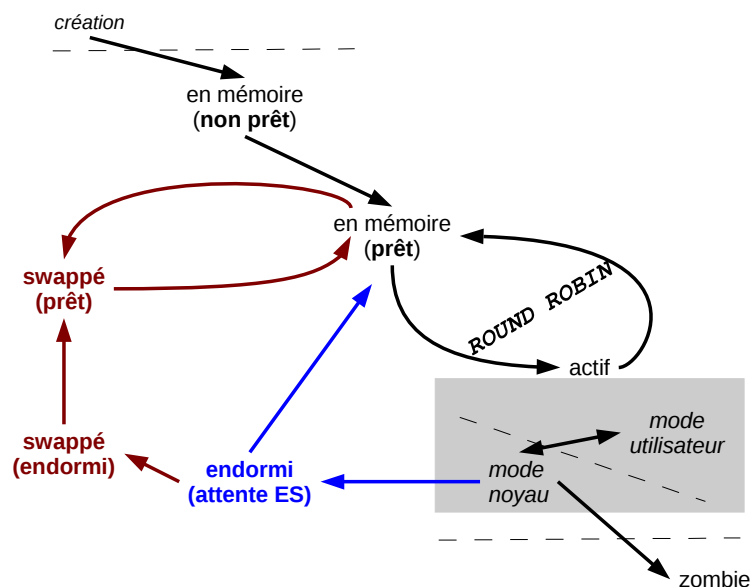 création
en mémoire
(non prêt)
en mémoire
(prêt)
swappé
(prêt)
ROUND ROBIN
actif
mode
utilisateur
swappé
(endormi)
endormi
(attente ES)
mode
noyau
zombie